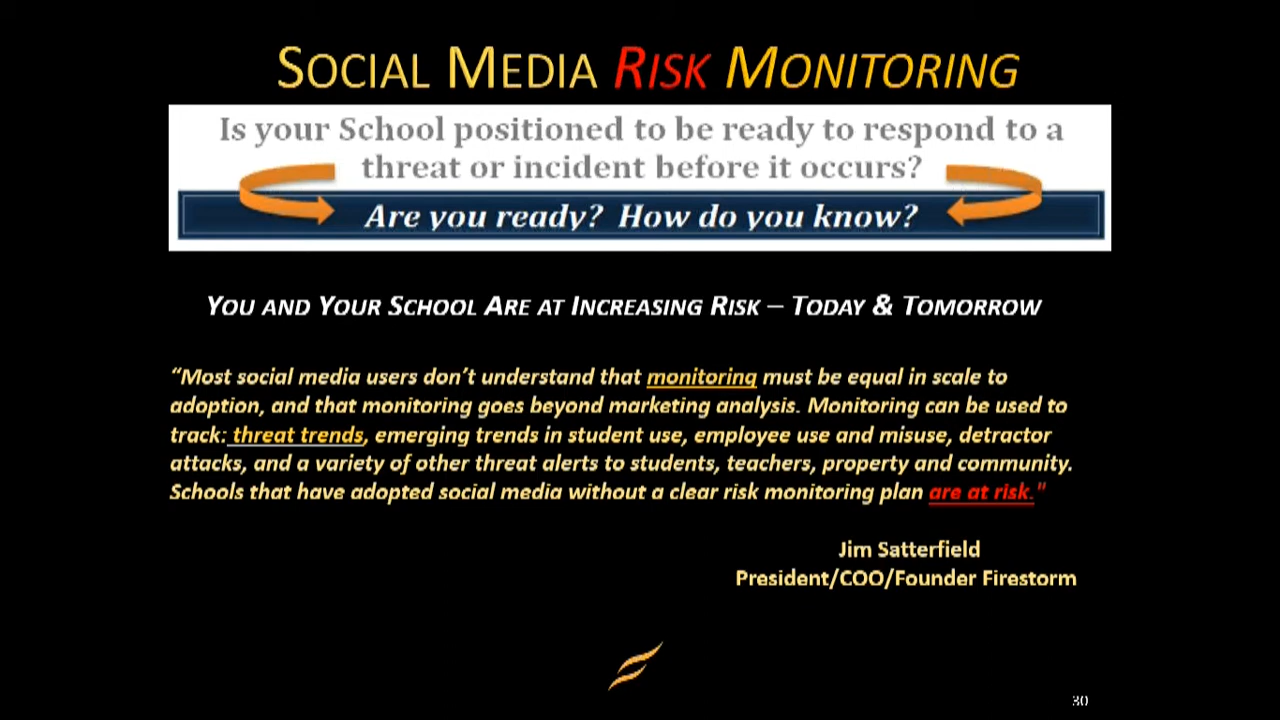 SOCIAL MEDIA RISK MONITORING
Is your School positioned to be ready to respond to a
threat or incident before it occurs?
Are you ready? How do you know?
YOU AND YOUR SCHOOL ARE AT INCREASING RISK – TODAY & TOMORROW
“Most social media users don’t understand that monitoring must be equal in scale to
adoption, and that monitoring goes beyond marketing analysis. Monitoring can be used to
track: threat trends, emerging trends in student use, employee use and misuse, detractor
attacks, and a variety of other threat alerts to students, teachers, property and community.
Schools that have adopted social media without a clear risk monitoring plan are at risk."
Jim Satterfield
President/COO/Founder Firestorm
30